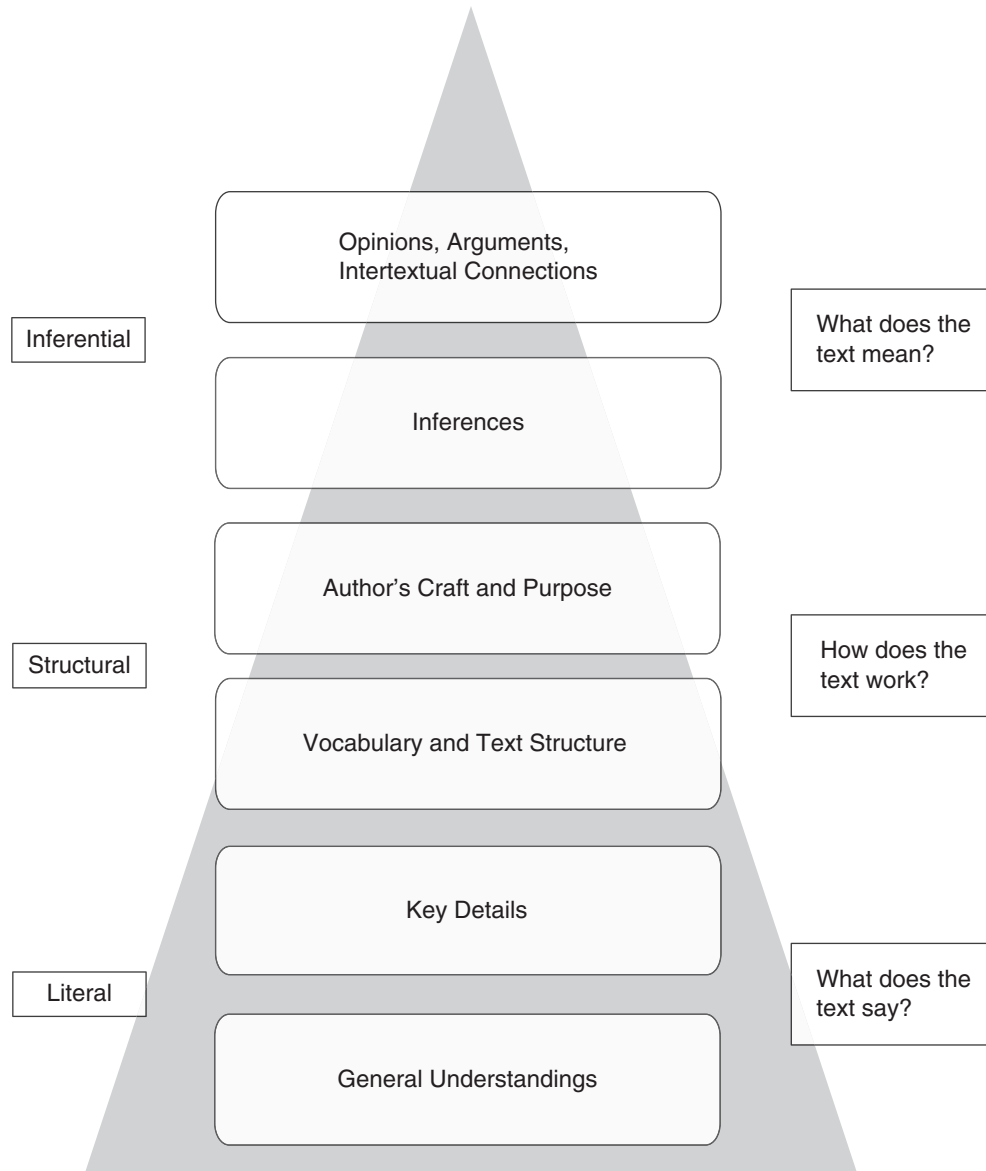 Opinions, Arguments,
Intertextual Connections
Inferential
What does the
text mean?
Inferences
Author’s Craft and Purpose
Structural
How does the
text work?
Vocabulary and Text Structure
Key Details
Literal
What does the
text say?
General Understandings